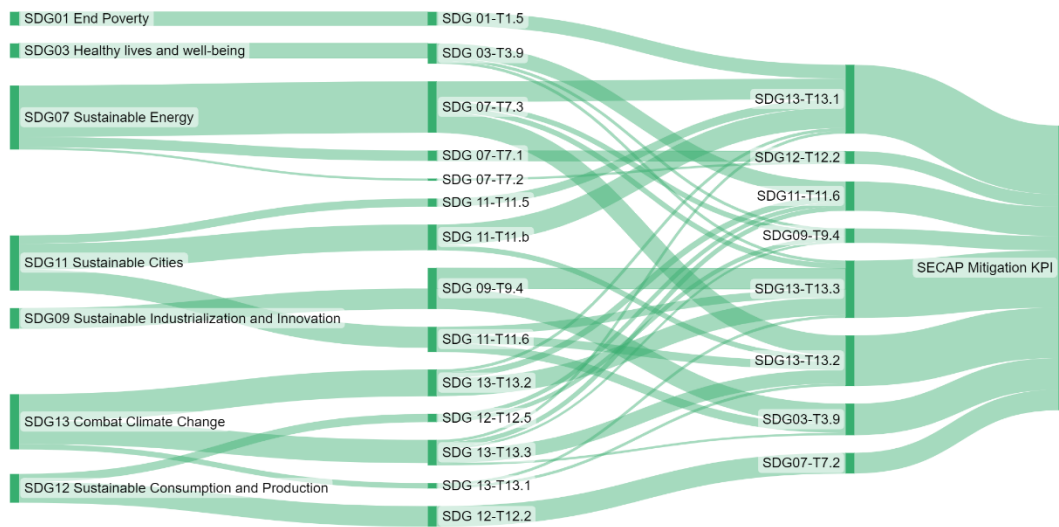 SDG01 End Poverty
SDG03 Healthy lives and well-being
SDG07 Sustainable Energy
SDG11 Sustainable Cities
SDG09 Sustainable Industrialization and Innovation
SDG13 Combat Climate Change
SDG12 Sustainable Consumption and Production
SDG 01-T1.5
SDG 03-T3.9
SDG 07-T7.3
SDG 07-T7.1
SDG 07-T7.2
SDG 11-T11.5
SDG 11-T11.b
SDG 09-T9.4
SDG 11-T11.6
SDG 13-T13.2
SDG 12-T12.5
SDG 13-T13.3
SDG 13-T13.1
SDG 12-T12.2
SDG13-T13.1
SDG12-T12.2
SDG11-T11.6
SDG09-T9.4
SDG13-T13.3
SDG13-T13.2
SDG03-T3.9
SDG07-T7.2
SECAP Mitigation KPI